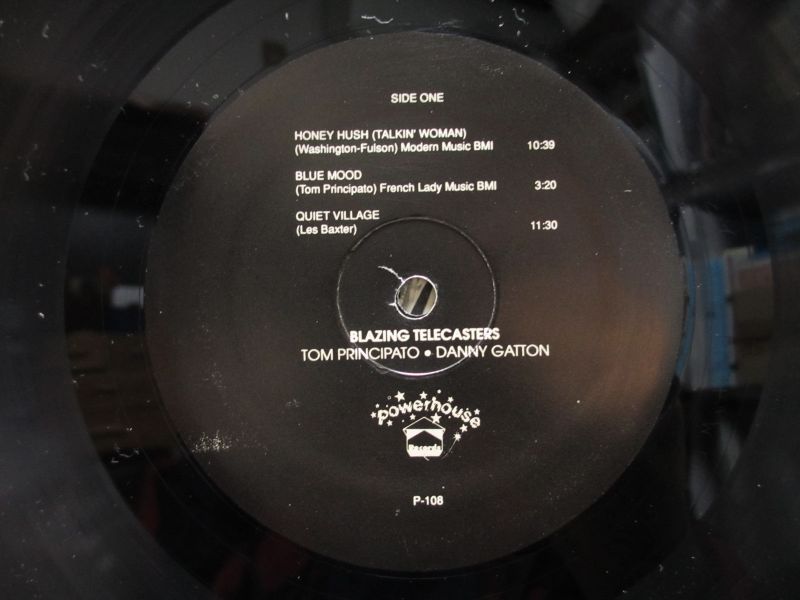 SIDE ONE
HONEY HUSH (TALKIN' WOMAN)
(Washington-Fulson) Modern Music BMI 10:39
BLUE MOOD
(Tom Principato) French Lady Music BMI 3:20
QUIET VILLAGE
(Les Baxter) 11:30
BLAZING TELECASTERS
TOM PRINCIPATO • DANNY GATTON
powerhouse
Records
P-108